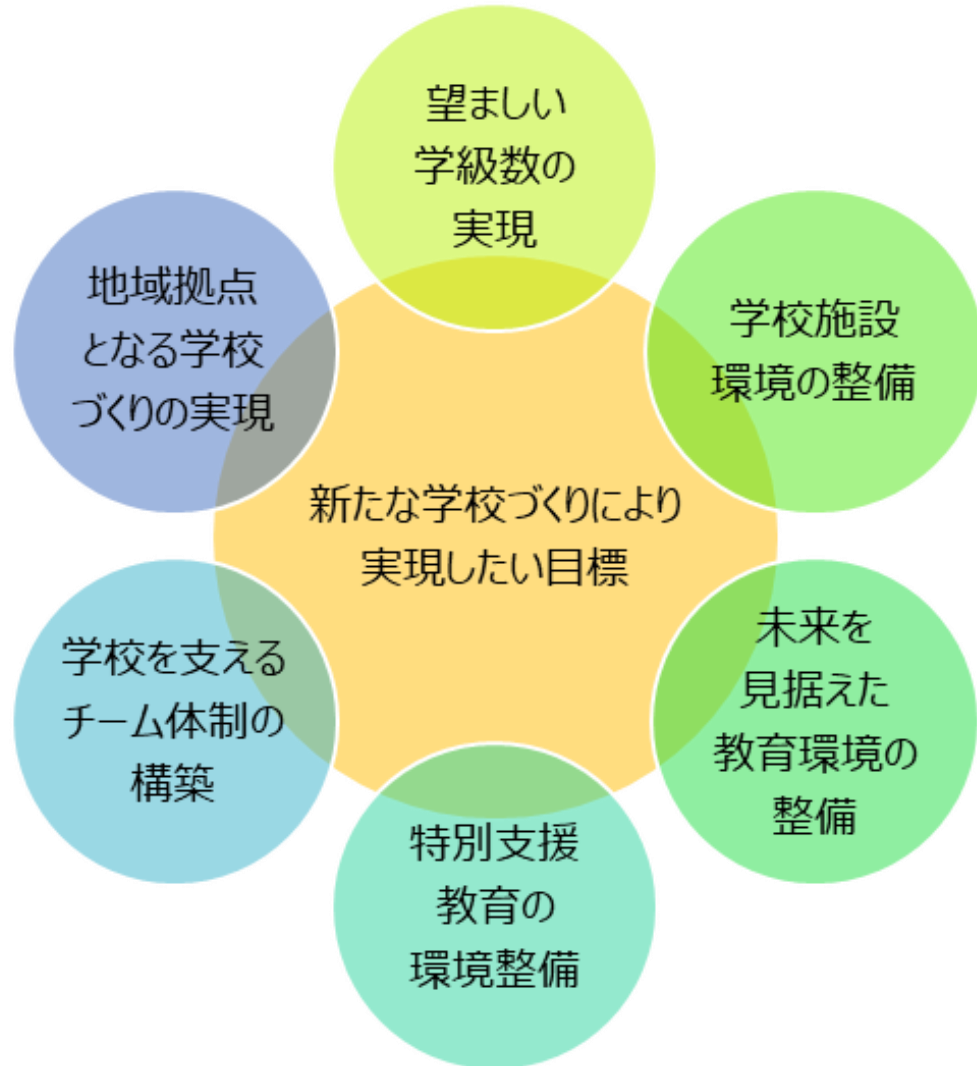 望ましい
学級数の
実現
学校施設
環境の整備
未来を
見据えた
教育環境の
整備
特別支援
教育の
環境整備
学校を支える
チーム体制の
構築
地域拠点
となる学校
づくりの実現
新たな学校づくりにより
実現したい目標